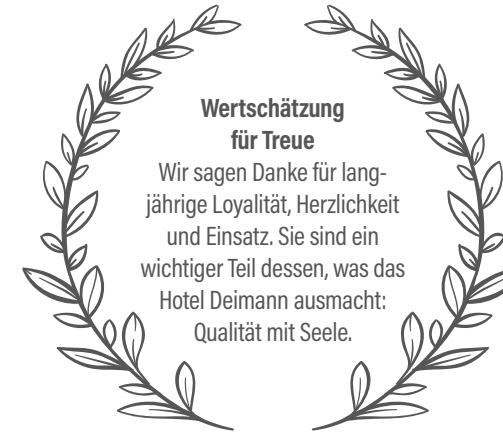 Wertschätzung
für Treue
Wir sagen Danke für lang-
jährige Loyalität, Herzlichkeit
und Einsatz. Sie sind ein
wichtiger Teil dessen, was das
Hotel Deimann ausmacht:
Qualität mit Seele.